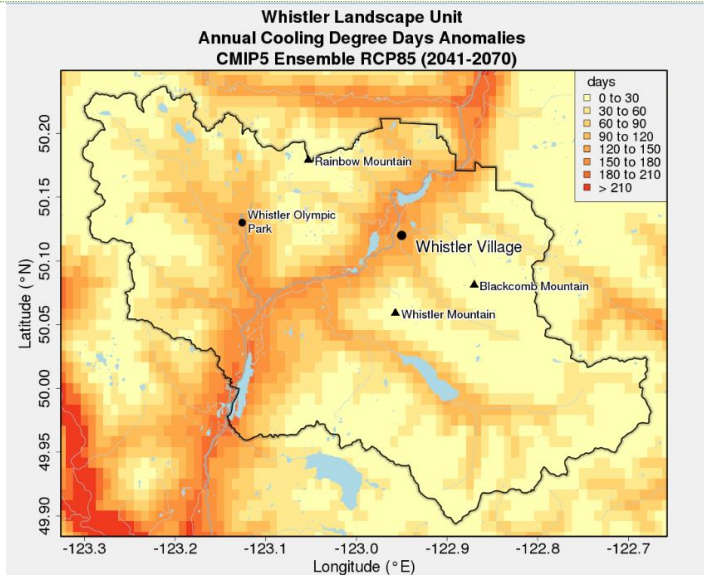 Whistler Landscape Unit
Annual Cooling Degree Days Anomalies
CMIP5 Ensemble RCP85 (2041-2070)
days
0 to 30
30 to 60
60 to 90
90 to 120
120 to 150
150 to 180
180 to 210
> 210
Rainbow Mountain
Whistler Olympic
Park
Whistler Village
Blackcomb Mountain
Whistler Mountain
Latitude (°N)
50.20
50.15
50.10
50.05
50.00
49.95
49.90
-123.3 -123.2 -123.1 -123.0 -122.9 -122.8 -122.7
Longitude (°E)